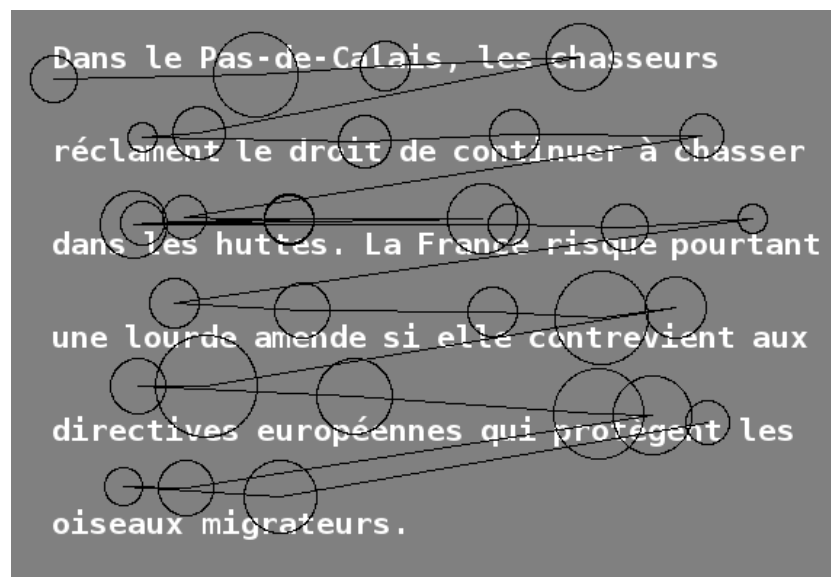 Dans le Pas-de-Calais, les chasseurs
réclament le droit de continuer à chasser
dans les huttes. La France risque pourtant
une lourde amende si elle contrevient aux
directives européennes qui protègent les
oiseaux migrateurs.